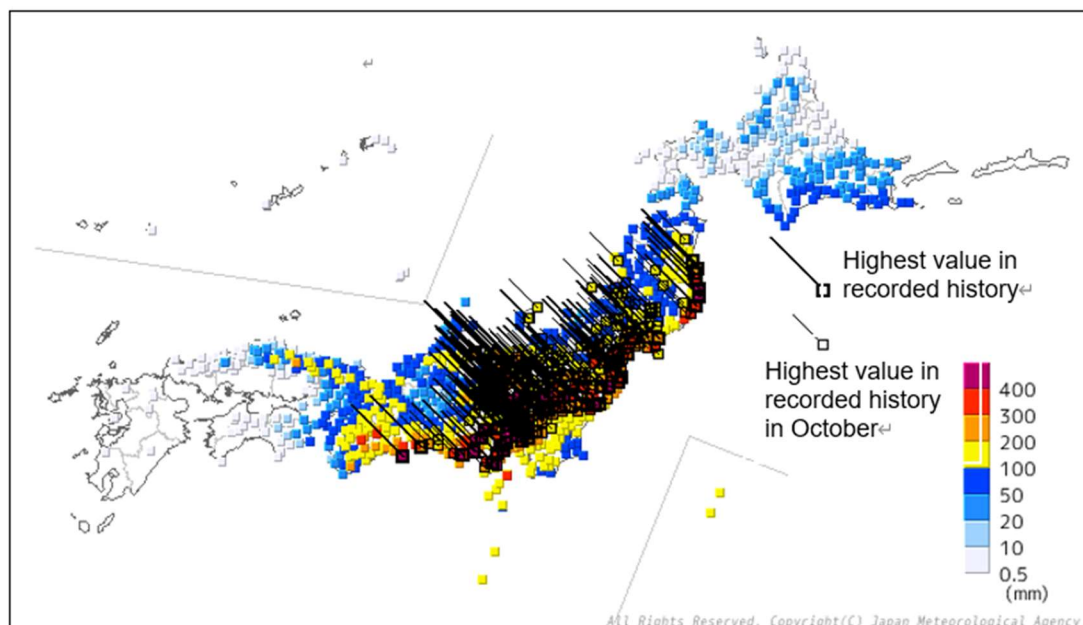 Highest value in
recorded history↵
Highest value in
recorded history
in October↵
400
300
200
100
50
20
10
0.5
(mm)
All Rights Reserved. Copyright(C) Japan Meteorological Agency